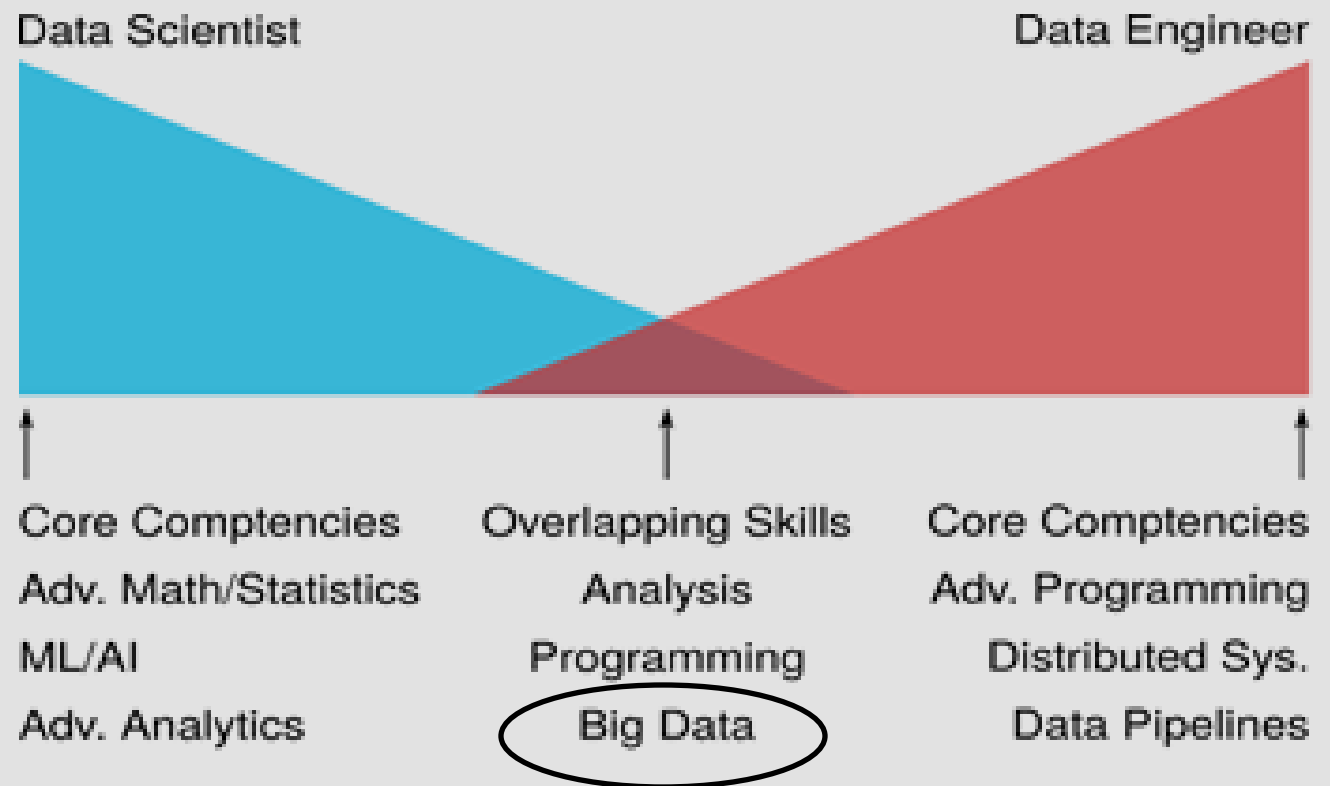 Data Scientist
Data Engineer
Core Comptencies
Adv. Math/Statistics
ML/AI
Adv. Analytics
Overlapping Skills
Analysis
Programming
Big Data
Core Comptencies
Adv. Programming
Distributed Sys.
Data Pipelines